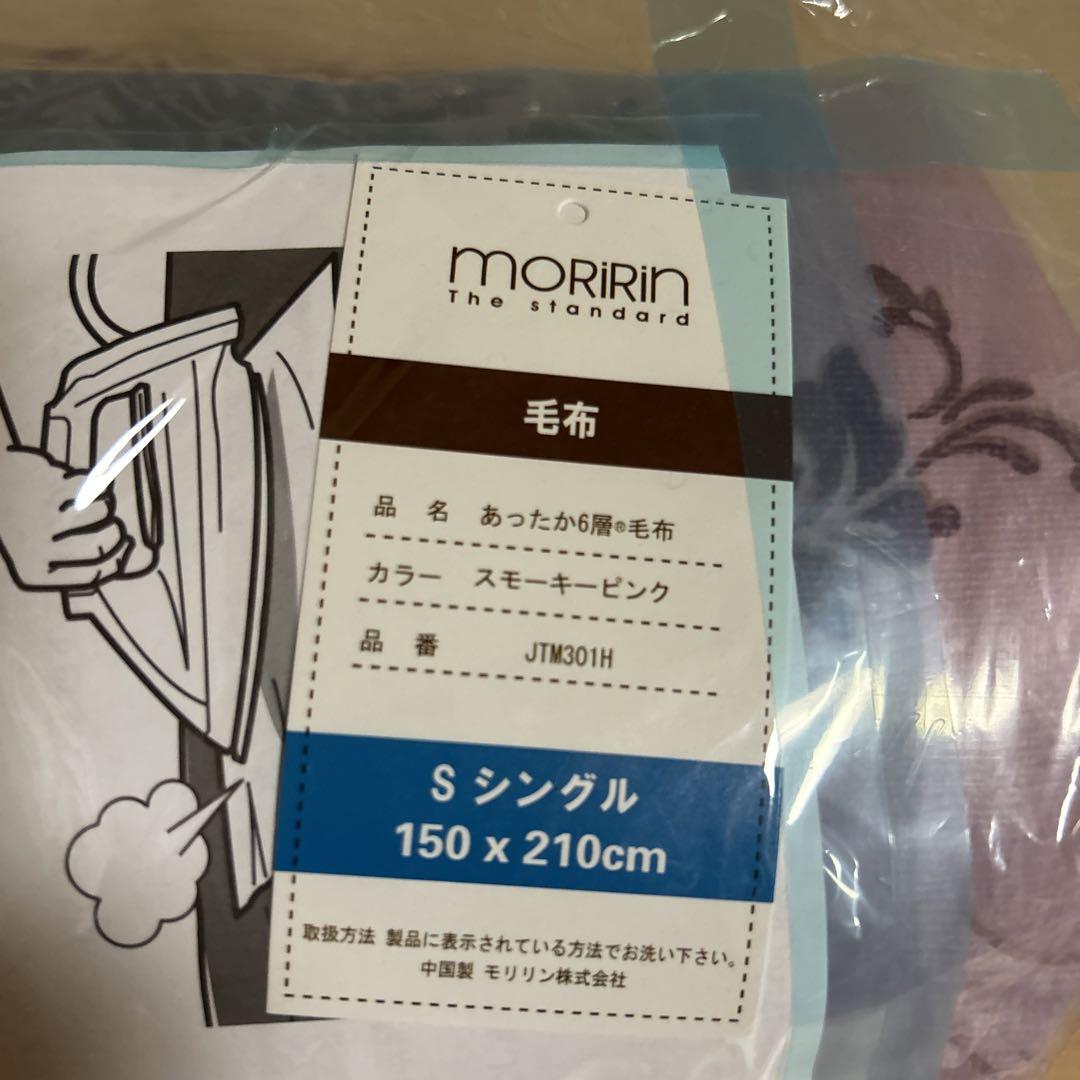 moRiRin
The standard
毛布
品 名 あったか6層®毛布
カラー スモーキーピンク
品 番 JTM301H
S シングル
150 x 210cm
取扱方法 製品に表示されている方法でお洗い下さい。
中国製 モリリン株式会社